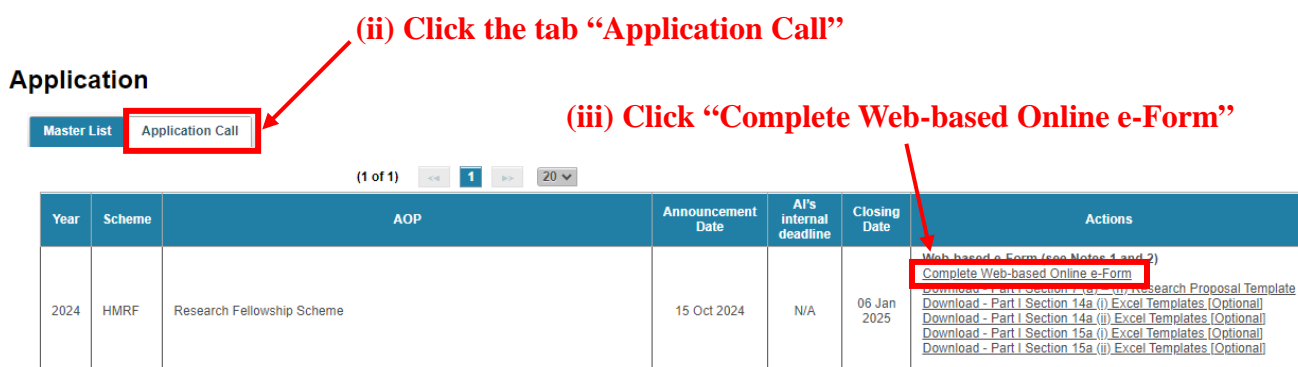 (ii) Click the tab “Application Call”
Application
(iii) Click “Complete Web-based Online e-Form”
Master List Application Call
(1 of 1) 1 20
Year Scheme AOP Announcement Date AI's internal deadline Closing Date Actions
Web-based e-Form (see Notes 1 and 2)
Complete Web-based Online e-Form
Download - Part I Section 7 (a) – (h) Research Proposal Template
2024 HMRF Research Fellowship Scheme 15 Oct 2024 N/A 06 Jan 2025
Download - Part I Section 14a (i) Excel Templates [Optional]
Download - Part I Section 14a (ii) Excel Templates [Optional]
Download - Part I Section 15a (i) Excel Templates [Optional]
Download - Part I Section 15a (ii) Excel Templates [Optional]